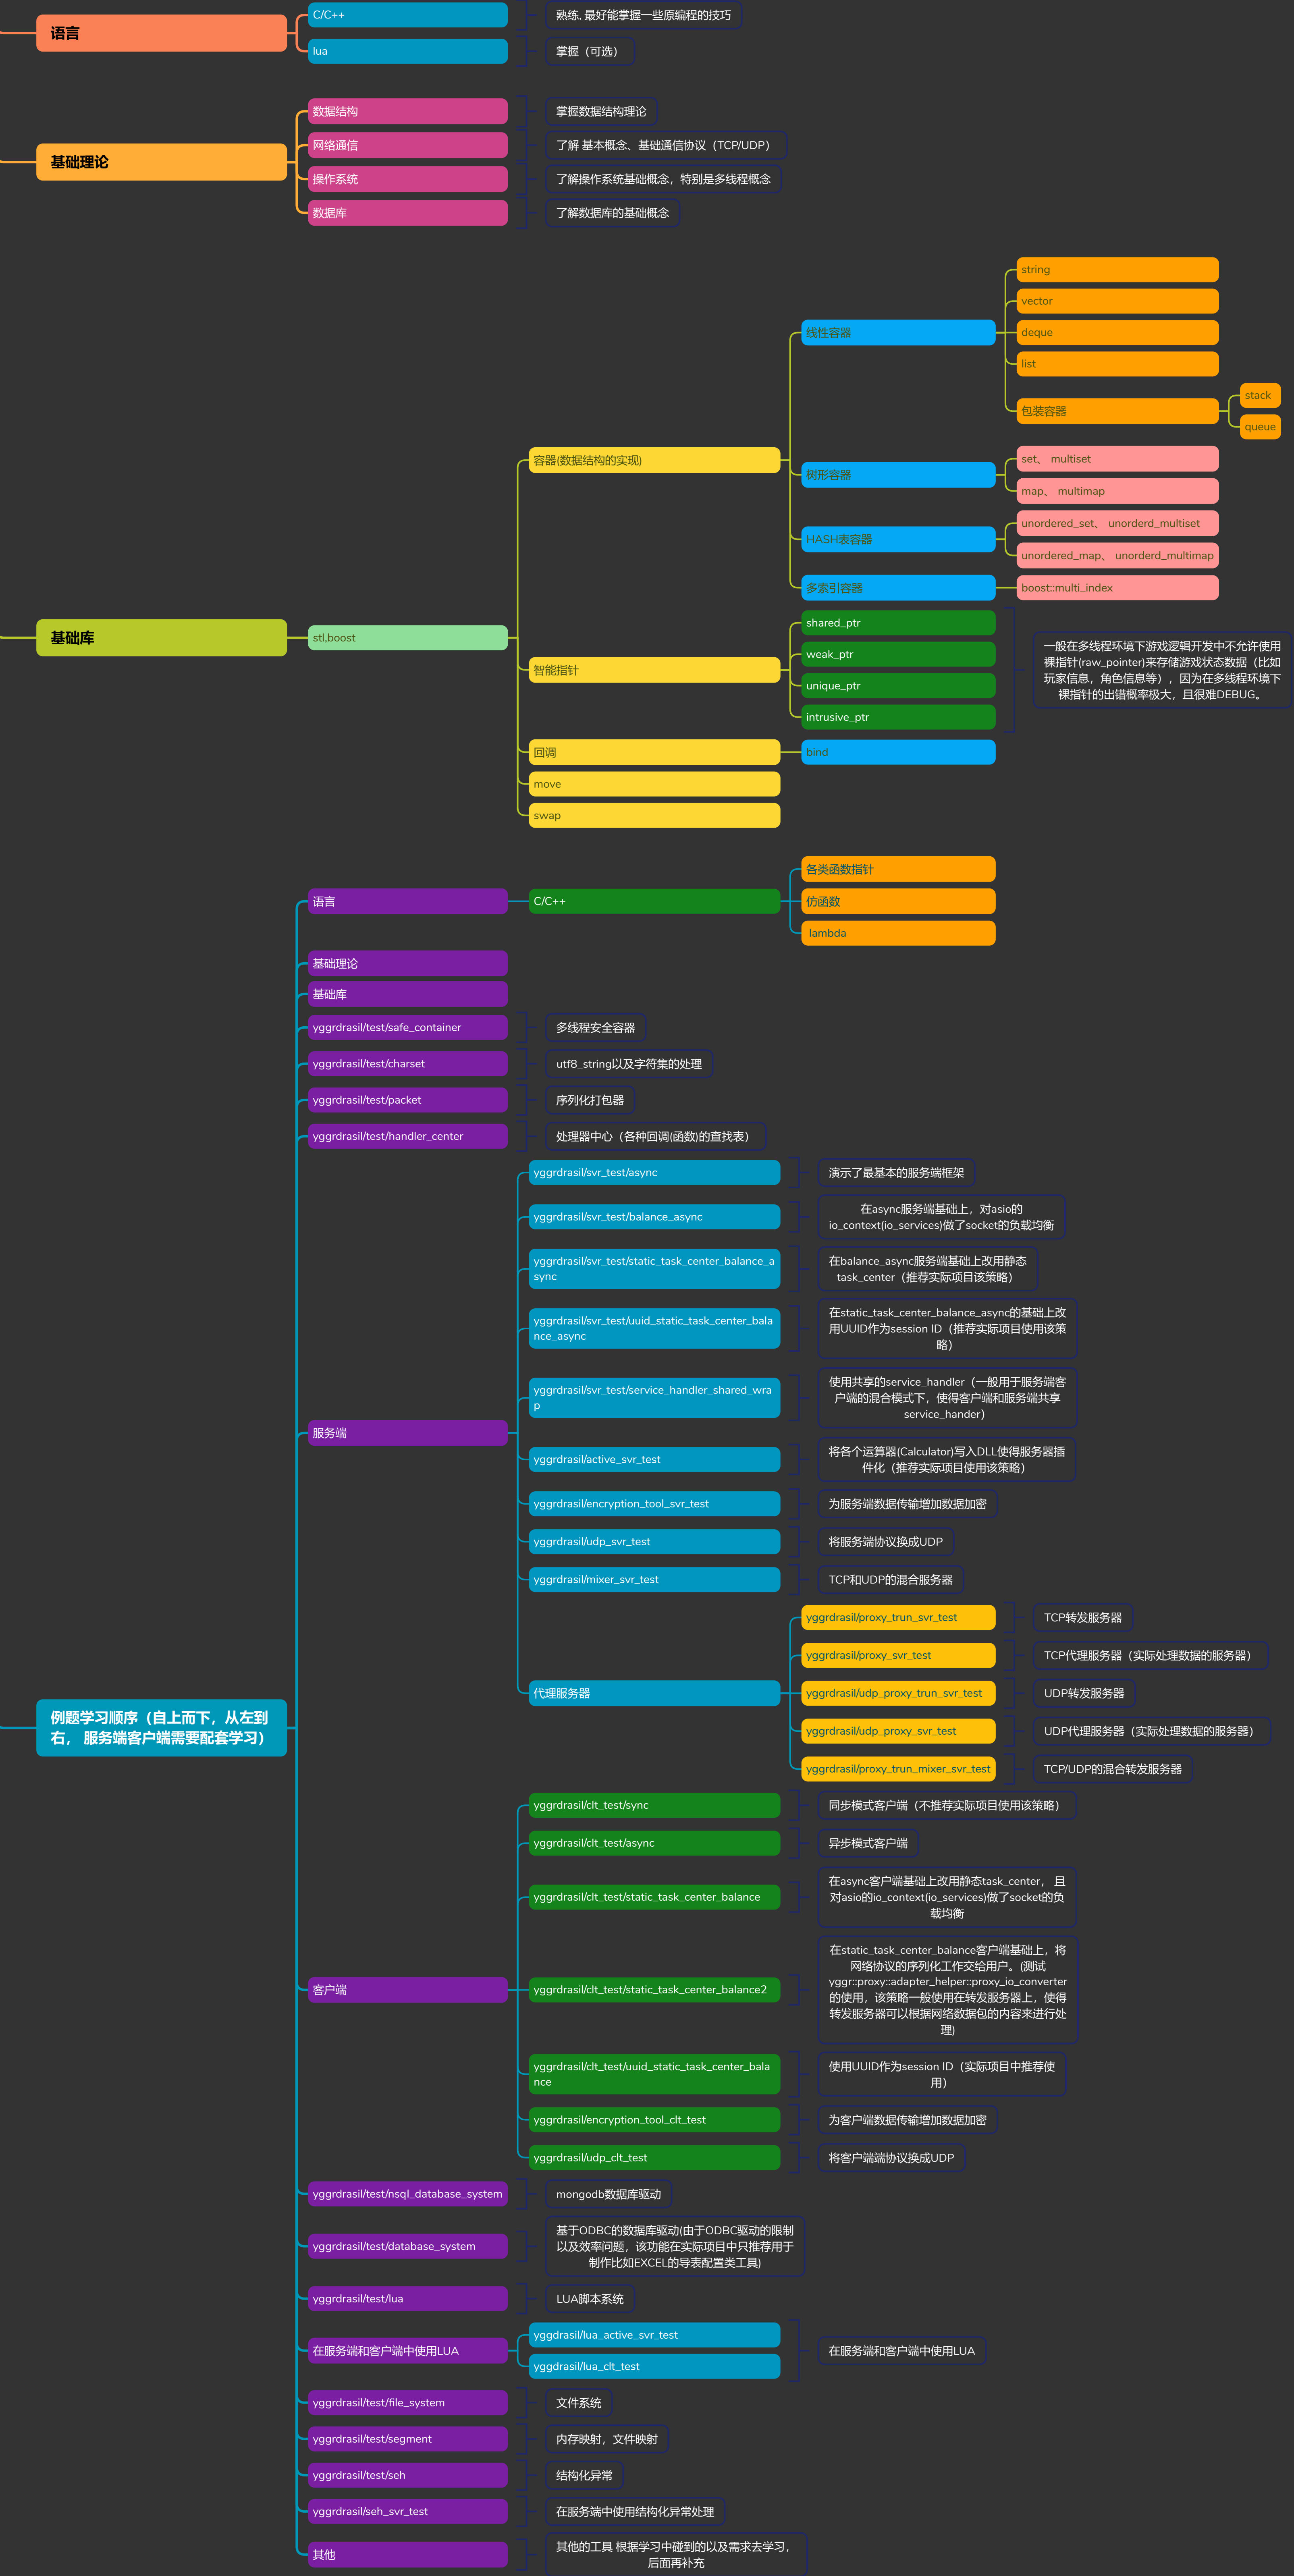 语言
C/C++
熟练, 最好能掌握一些原编程的技巧
lua
掌握（可选）
基础理论
数据结构
掌握数据结构理论
网络通信
了解 基本概念、基础通信协议（TCP/UDP）
操作系统
了解操作系统基础概念，特别是多线程概念
数据库
了解数据库的基础概念
基础库
stl,boost
容器(数据结构的实现)
线性容器
string
vector
deque
list
包装容器
stack
queue
树形容器
set、 multiset
map、 multimap
HASH表容器
unordered_set、 unorderd_multiset
unordered_map、 unorderd_multimap
多索引容器
boost::multi_index
智能指针
shared_ptr
weak_ptr
unique_ptr
intrusive_ptr
一般在多线程环境下游戏逻辑开发中不允许使用
裸指针(raw_pointer)来存储游戏状态数据（比如
玩家信息，角色信息等），因为在多线程环境下
裸指针的出错概率极大，且很难DEBUG。
回调
bind
move
swap
例题学习顺序（自上而下，从左到
右， 服务端客户端需要配套学习）
语言
C/C++
各类函数指针
仿函数
lambda
基础理论
基础库
yggrdrasil/test/safe_container
多线程安全容器
yggrdrasil/test/charset
utf8_string以及字符集的处理
yggrdrasil/test/packet
序列化打包器
yggrdrasil/test/handler_center
处理器中心（各种回调(函数)的查找表）
服务端
yggrdrasil/svr_test/async
演示了最基本的服务端框架
yggrdrasil/svr_test/balance_async
在async服务端基础上，对asio的
io_context(io_services)做了socket的负载均衡
yggrdrasil/svr_test/static_task_center_balance_a
sync
在balance_async服务端基础上改用静态
task_center（推荐实际项目该策略）
yggrdrasil/svr_test/uuid_static_task_center_bala
nce_async
在static_task_center_balance_async的基础上改
用UUID作为session ID（推荐实际项目使用该策
略）
yggrdrasil/svr_test/service_handler_shared_wra
p
使用共享的service_handler（一般用于服务端客
户端的混合模式下，使得客户端和服务端共享
service_hander）
yggrdrasil/active_svr_test
将各个运算器(Calculator)写入DLL使得服务器插
件化（推荐实际项目使用该策略）
yggrdrasil/encryption_tool_svr_test
为服务端数据传输增加数据加密
yggrdrasil/udp_svr_test
将服务端协议换成UDP
yggrdrasil/mixer_svr_test
TCP和UDP的混合服务器
代理服务器
yggrdrasil/proxy_trun_svr_test
TCP转发服务器
yggrdrasil/proxy_svr_test
TCP代理服务器（实际处理数据的服务器）
yggrdrasil/udp_proxy_trun_svr_test
UDP转发服务器
yggrdrasil/udp_proxy_svr_test
UDP代理服务器（实际处理数据的服务器）
yggrdrasil/proxy_trun_mixer_svr_test
TCP/UDP的混合转发服务器
客户端
yggrdrasil/clt_test/sync
同步模式客户端（不推荐实际项目使用该策略）
yggrdrasil/clt_test/async
异步模式客户端
yggrdrasil/clt_test/static_task_center_balance
在async客户端基础上改用静态task_center， 且
对asio的io_context(io_services)做了socket的负
载均衡
yggrdrasil/clt_test/static_task_center_balance2
在static_task_center_balance客户端基础上，将
网络协议的序列化工作交给用户。(测试
yggr::proxy::adapter_helper::proxy_io_converter
的使用，该策略一般使用在转发服务器上，使得
转发服务器可以根据网络数据包的内容来进行处
理)
yggrdrasil/clt_test/uuid_static_task_center_bala
nce
使用UUID作为session ID（实际项目中推荐使
用）
yggrdrasil/encryption_tool_clt_test
为客户端数据传输增加数据加密
yggrdrasil/udp_clt_test
将客户端端协议换成UDP
yggrdrasil/test/nsql_database_system
mongodb数据库驱动
yggrdrasil/test/database_system
基于ODBC的数据库驱动(由于ODBC驱动的限制
以及效率问题，该功能在实际项目中只推荐用于
制作比如EXCEL的导表配置类工具)
yggrdrasil/test/lua
LUA脚本系统
在服务端和客户端中使用LUA
yggdrasil/lua_active_svr_test
yggdrasil/lua_clt_test
在服务端和客户端中使用LUA
yggrdrasil/test/file_system
文件系统
yggrdrasil/test/segment
内存映射，文件映射
yggrdrasil/test/seh
结构化异常
yggrdrasil/seh_svr_test
在服务端中使用结构化异常处理
其他
其他的工具 根据学习中碰到的以及需求去学习，
后面再补充